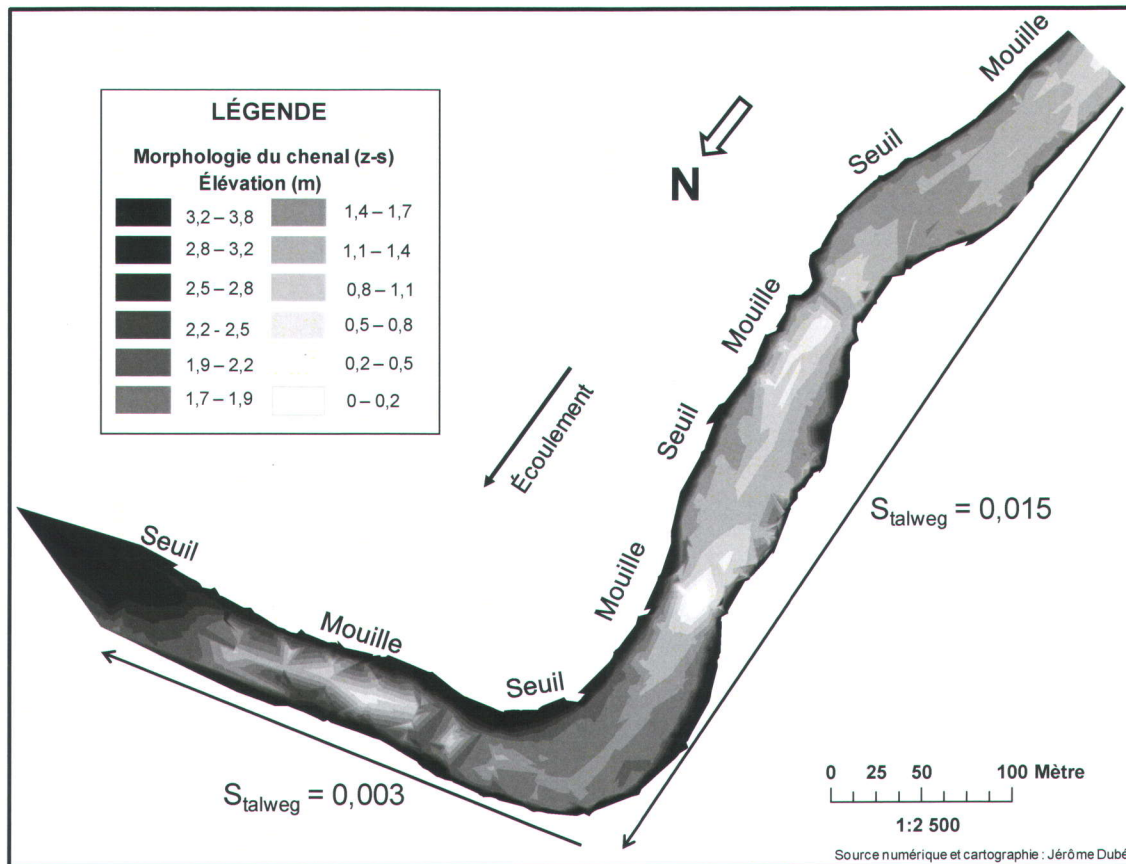 LÉGENDE
Morphologie du chenal (z-s)
Élévation (m)
3,2 – 3,8
2,8 – 3,2
2,5 – 2,8
2,2 - 2,5
1,9 – 2,2
1,7 – 1,9
1,4 – 1,7
1,1 – 1,4
0,8 – 1,1
0,5 – 0,8
0,2 – 0,5
0 – 0,2
N
Écoulement
Mouille
Seuil
Mouille
Seuil
Mouille
Seuil
Mouille
Seuil
Stalweg = 0,015
Stalweg = 0,003
0 25 50 100 Mètre
1:2 500
Source numérique et cartographie : Jérôme Dubé